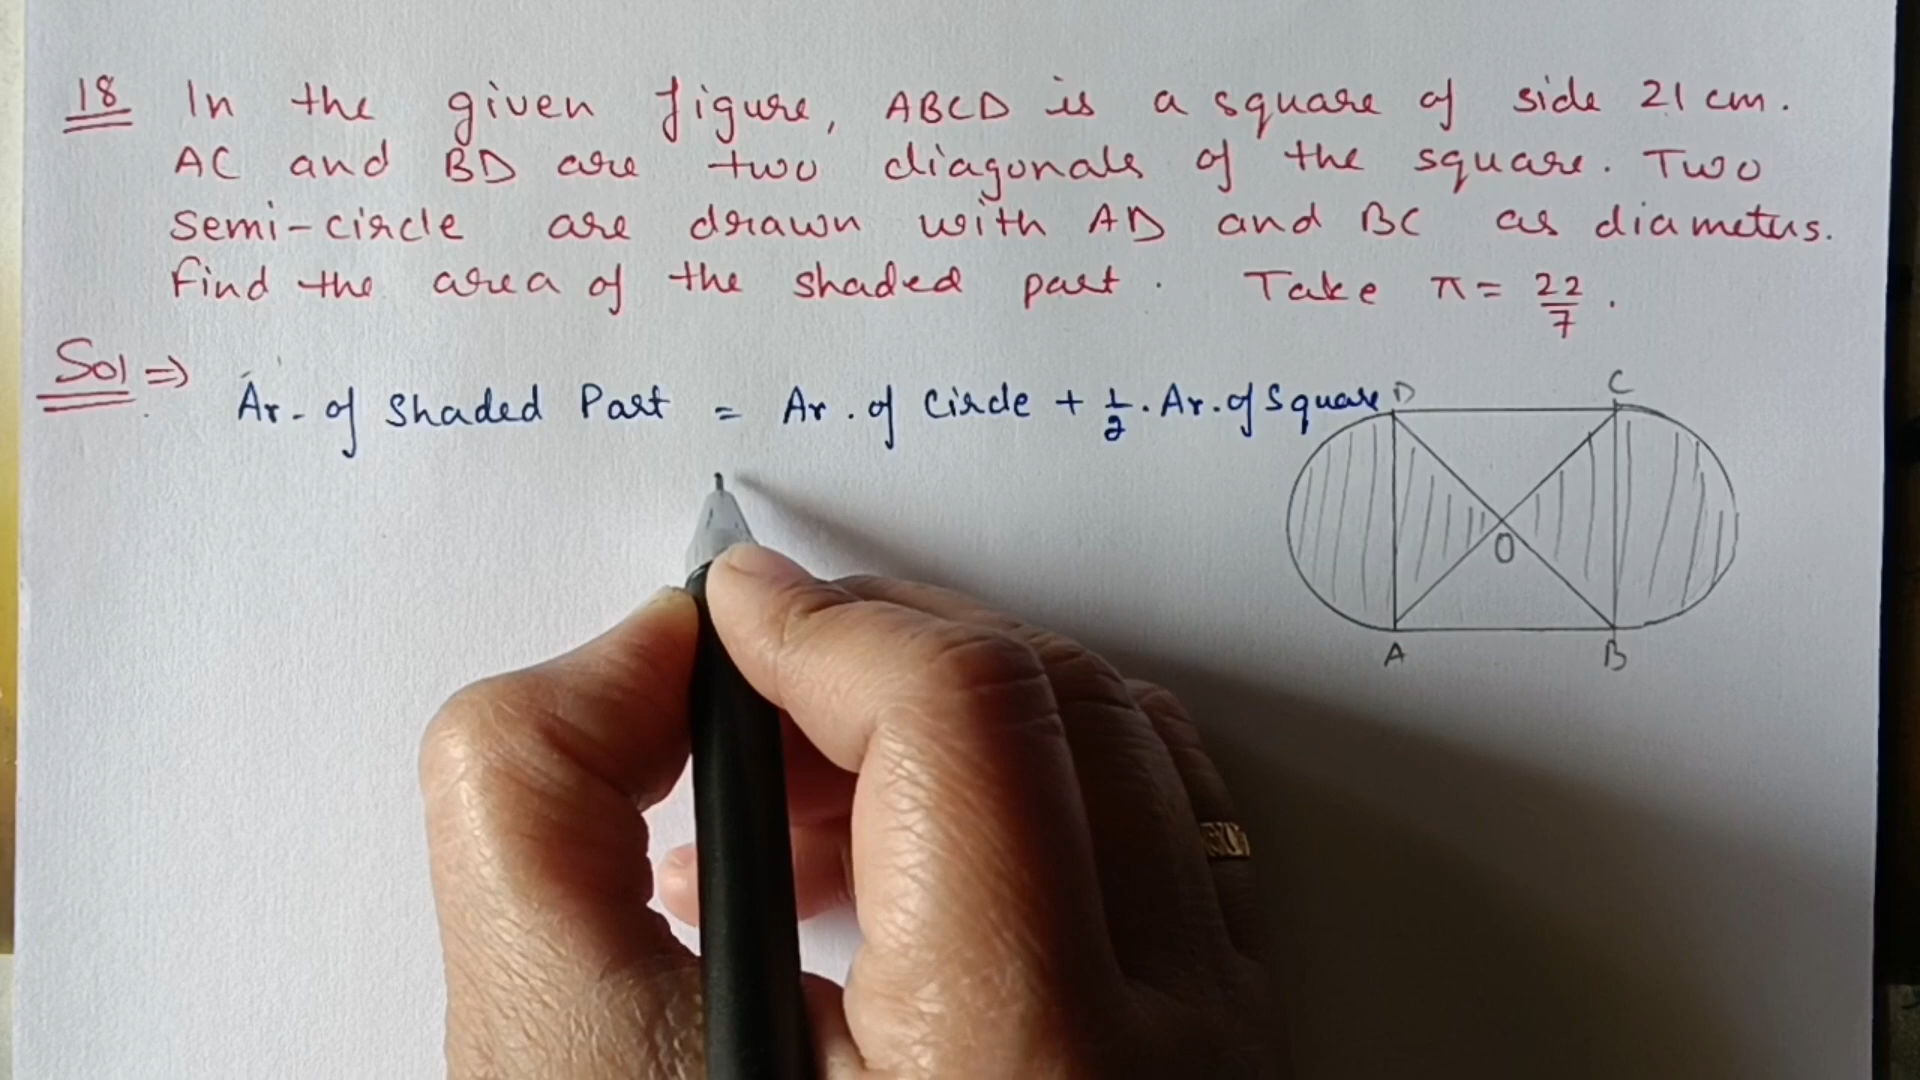 18 In the given figure, ABCD is a square of side 21 cm.
AC and BD are two diagonals of the square. Two
semi-circle are drawn with AD and BC as diameters.
Find the area of the shaded part. Take π = 22/7.
Sol ⇒ Ar. of Shaded Part = Ar. of Circle + 1/2 . Ar. of Square
D C
O
A B